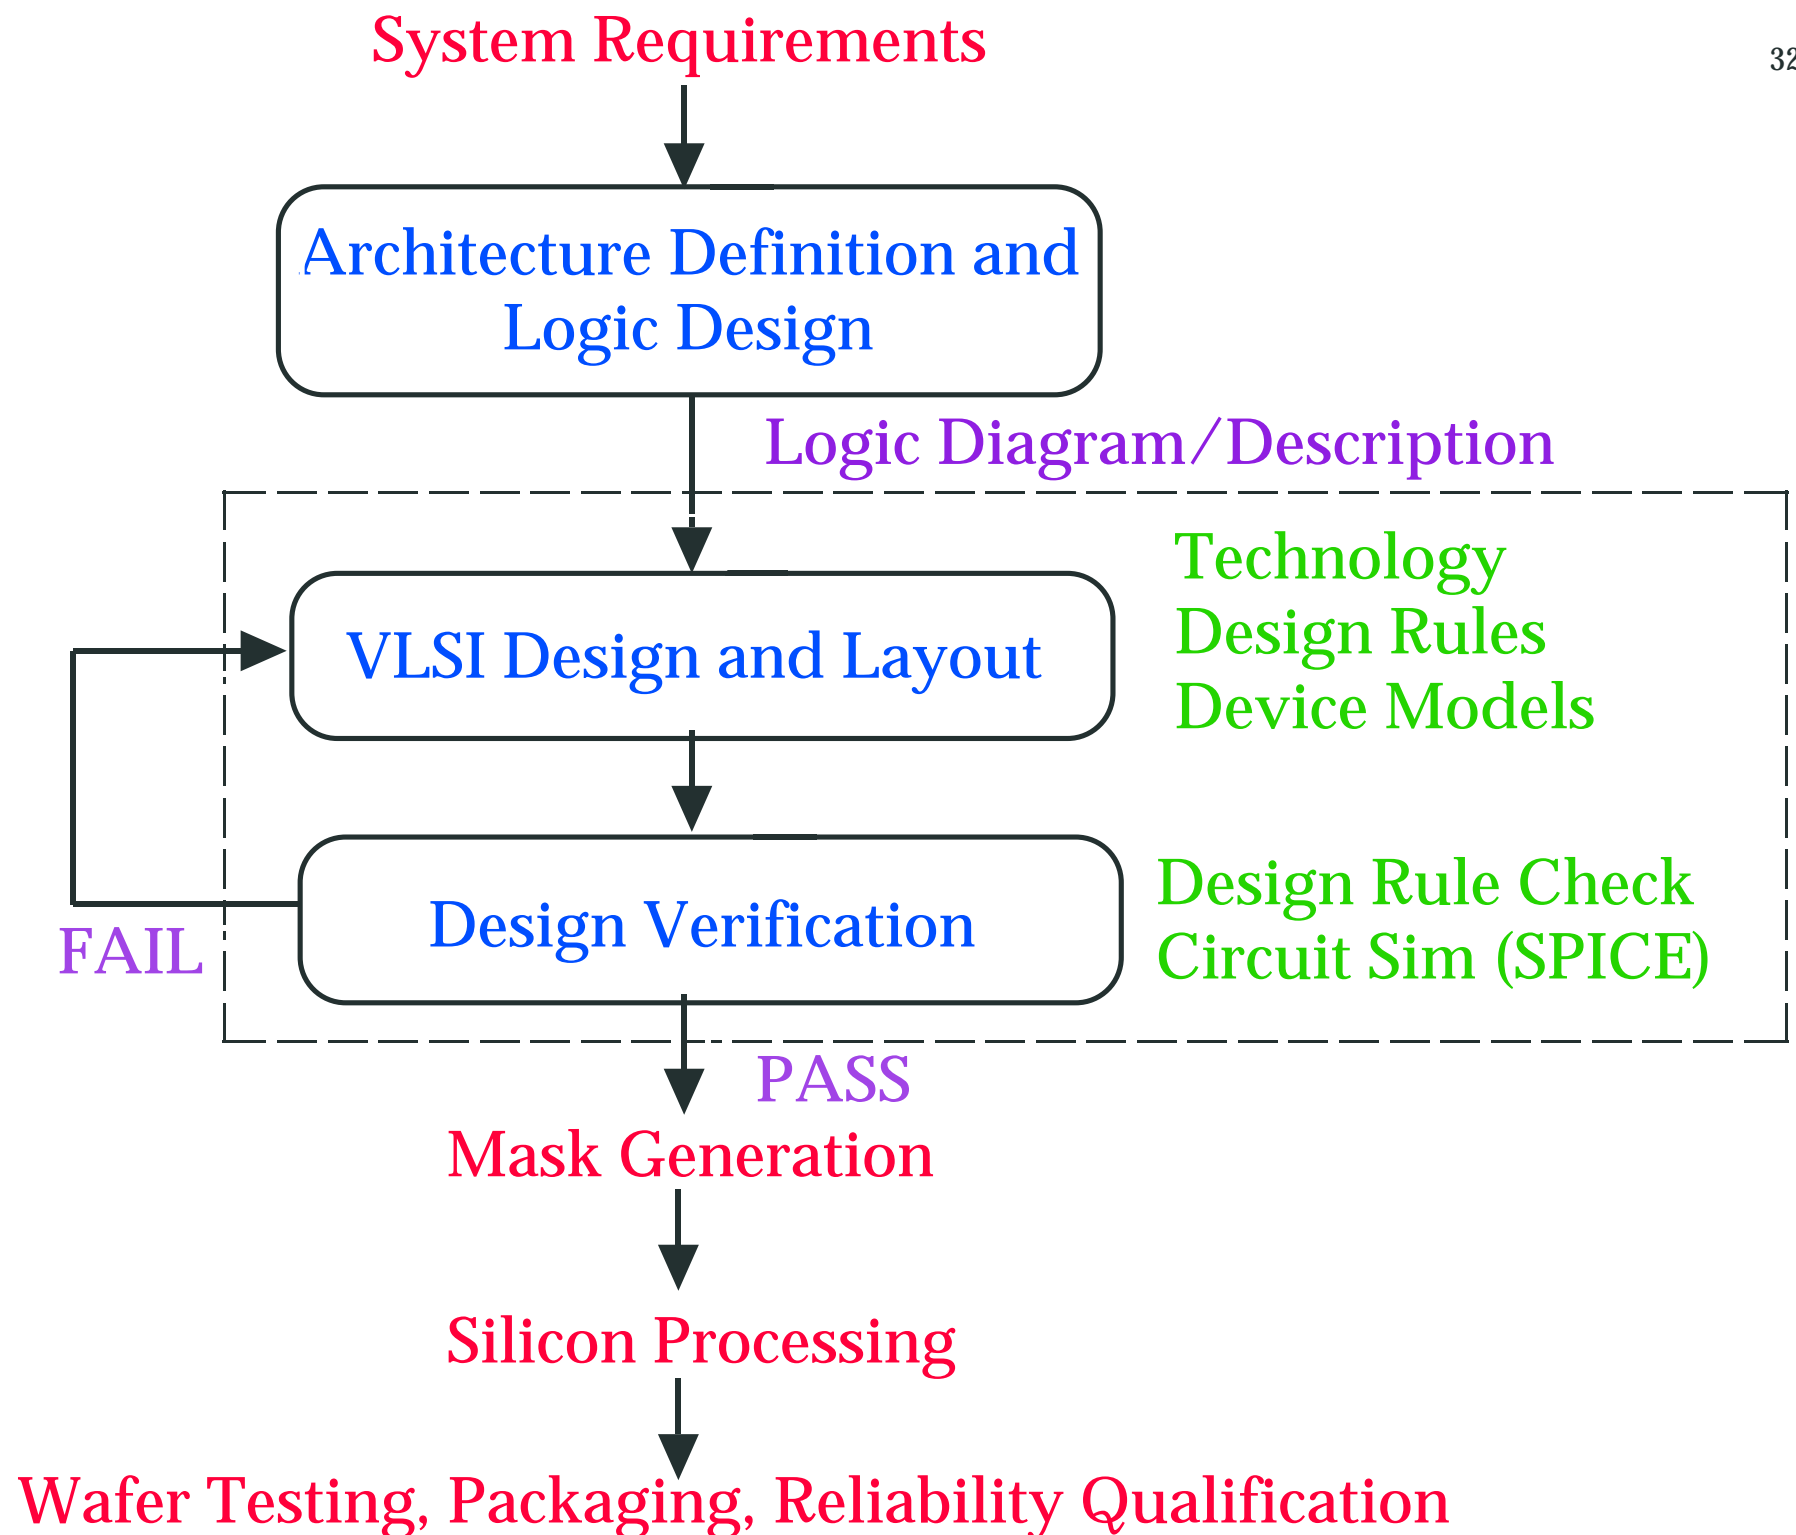 System Requirements
32
Architecture Definition and
Logic Design
Logic Diagram/Description
Technology
Design Rules
Device Models
VLSI Design and Layout
Design Rule Check
Circuit Sim (SPICE)
Design Verification
FAIL
PASS
Mask Generation
Silicon Processing
Wafer Testing, Packaging, Reliability Qualification